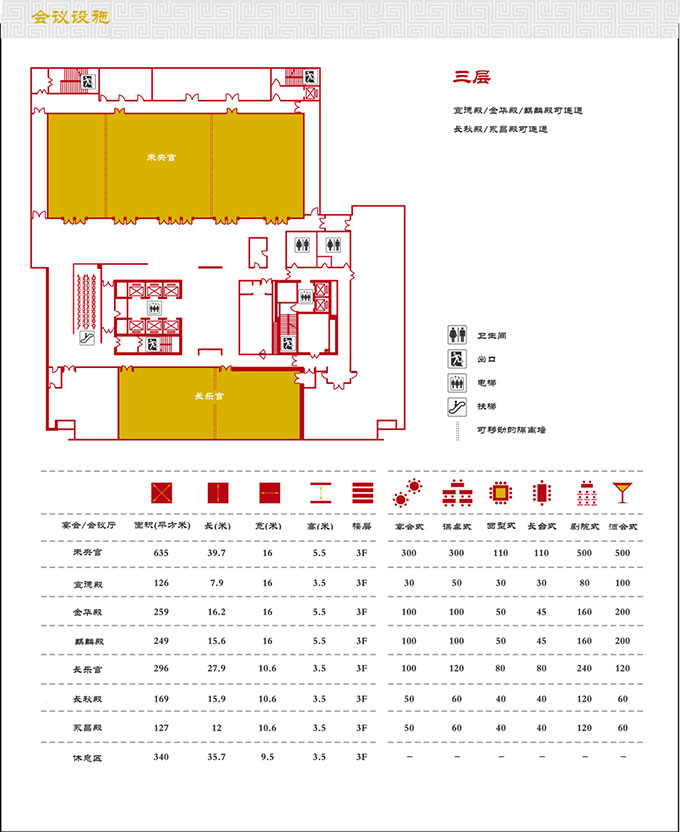 会议设施
三层
宣德殿/金华殿/麒麟殿可连通
长秋殿/永昌殿可连通
未央宫
长乐宫
卫生间
出口
电梯
扶梯
可移动的隔离墙
宴会/会议厅 面积(平方米) 长(米) 宽(米) 高(米) 楼层 宴会式 课桌式 回型式 长台式 剧院式 酒会式
未央宫 635 39.7 16 5.5 3F 300 300 110 110 500 500
宣德殿 126 7.9 16 3.5 3F 30 50 30 30 80 100
金华殿 259 16.2 16 5.5 3F 100 100 50 45 160 200
麒麟殿 249 15.6 16 5.5 3F 100 100 50 45 160 200
长乐宫 296 27.9 10.6 3.5 3F 100 120 80 80 240 120
长秋殿 169 15.9 10.6 3.5 3F 50 60 40 40 120 60
永昌殿 127 12 10.6 3.5 3F 50 60 40 40 120 60
休息区 340 35.7 9.5 3.5 3F – – – – – –